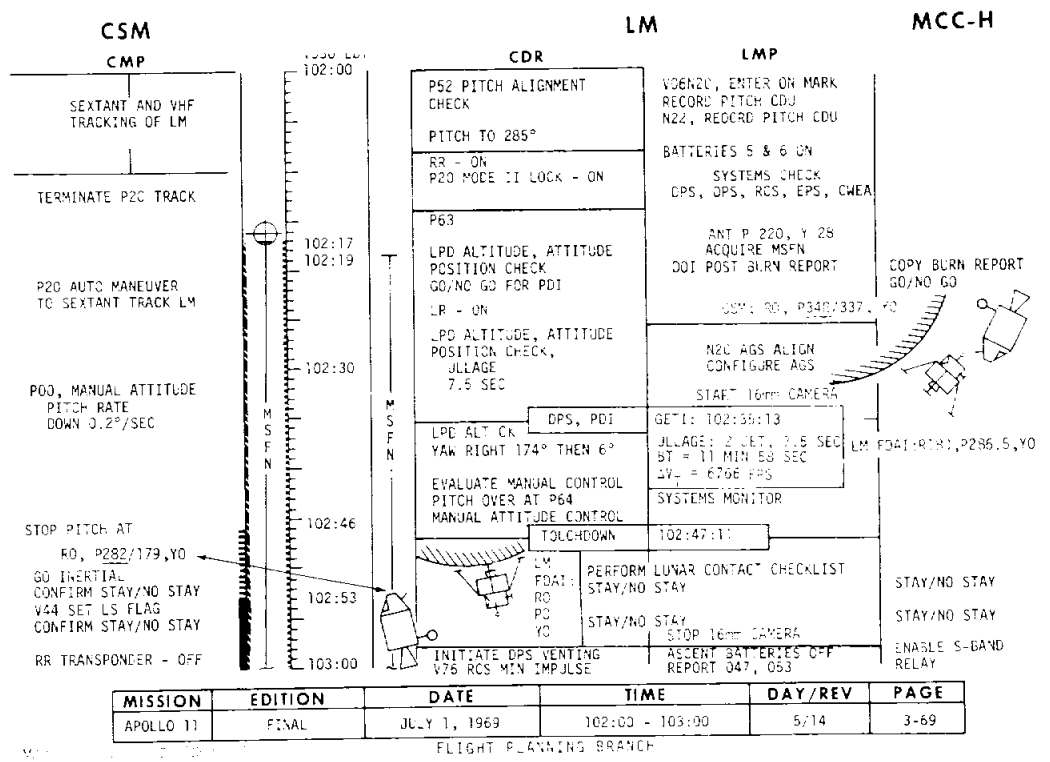 CSM
LM
MCC-H
CMP
CDR
LMP
SEXTANT AND VHF
TRACKING OF LM
TERMINATE P20 TRACK
P20 AUTO MANEUVER
TO SEXTANT TRACK LM
P00, MANUAL ATTITUDE
PITCH RATE
DOWN 0.2°/SEC
STOP PITCH AT
R0, P282/179,Y0
GO INERTIAL
CONFIRM STAY/NO STAY
V44 SET LS FLAG
CONFIRM STAY/NO STAY
RR TRANSPONDER - OFF
MSFN
102:00
102:17
102:19
102:30
102:46
102:53
103:00
MSFN
P52 PITCH ALIGNMENT
CHECK
PITCH TO 285°
RR - ON
P20 MODE II LOCK - ON
P63
LPD ALTITUDE, ATTITUDE
POSITION CHECK
GO/NO GO FOR PDI
LR - ON
LPD ALTITUDE, ATTITUDE
POSITION CHECK,
ULLAGE
7.5 SEC
DPS, PDI
LPD ALT CK
YAW RIGHT 174° THEN 6°
EVALUATE MANUAL CONTROL
PITCH OVER AT P64
MANUAL ATTITUDE CONTROL
TOUCHDOWN
LM
FDAI:
R0
P0
Y0
INITIATE DPS VENTING
V76 RCS MIN IMPULSE
V06N20, ENTER ON MARK
RECORD PITCH CDU
N22, RECORD PITCH CDU
BATTERIES 5 & 6 ON
SYSTEMS CHECK
DPS, RCS, EPS, CWEA
ANT P 220, Y 28
ACQUIRE MSFN
DOI POST BURN REPORT
CSM: R0, P340/337, Y0
N20 AGS ALIGN
CONFIGURE AGS
START 16mm CAMERA
GETI: 102:35:13
ULLAGE: 2 JET, 7.5 SEC
BT = 11 MIN 58 SEC
ΔVT = 6766 FPS
SYSTEMS MONITOR
102:47:11
PERFORM LUNAR CONTACT CHECKLIST
STAY/NO STAY
STAY/NO STAY
STOP 16mm CAMERA
ASCENT BATTERIES OFF
REPORT 047, 053
COPY BURN REPORT
GO/NO GO
LM FDAI:R(8),P286.5,Y0
STAY/NO STAY
STAY/NO STAY
ENABLE S-BAND
RELAY
MISSION EDITION DATE TIME DAY/REV PAGE
APOLLO 11 FINAL JULY 1, 1969 102:00 - 103:00 5/14 3-69
FLIGHT PLANNING BRANCH